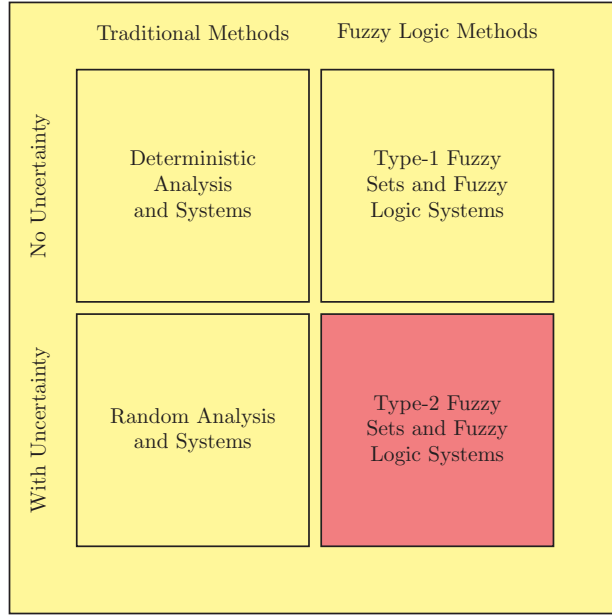 Traditional Methods
Fuzzy Logic Methods
No Uncertainty
Deterministic
Analysis
and Systems
Type-1 Fuzzy
Sets and Fuzzy
Logic Systems
With Uncertainty
Random Analysis
and Systems
Type-2 Fuzzy
Sets and Fuzzy
Logic Systems